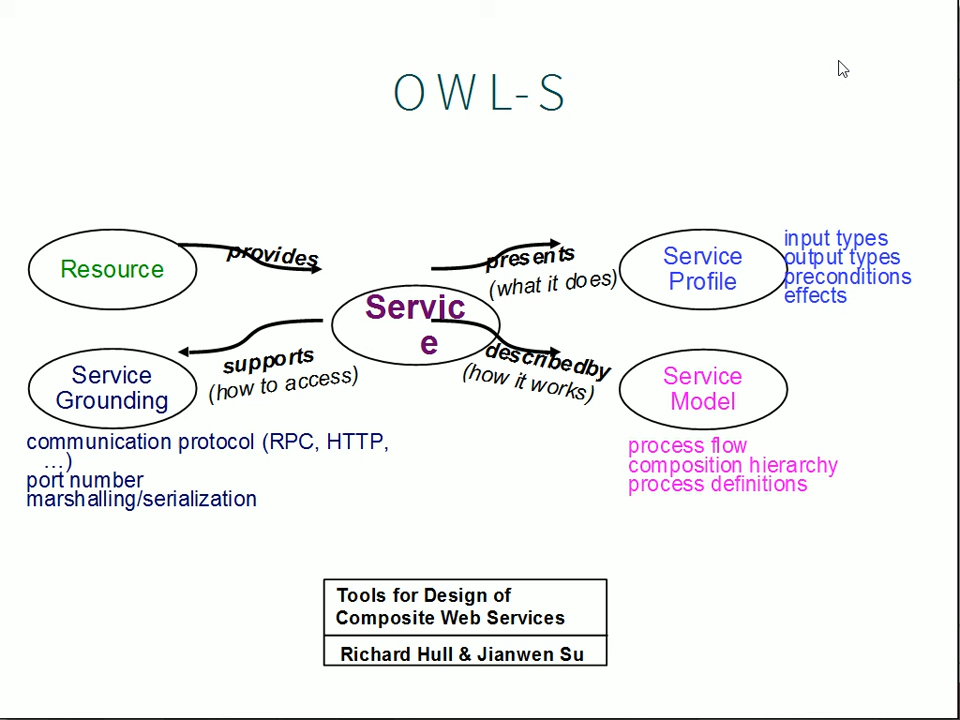 OWL-S
Resource
provides
presents
(what it does)
Service
Profile
input types
output types
preconditions
effects
Servic
e
Service
Grounding
supports
(how to access)
describedby
(how it works)
Service
Model
communication protocol (RPC, HTTP,
…)
port number
marshalling/serialization
process flow
composition hierarchy
process definitions
Tools for Design of
Composite Web Services
Richard Hull & Jianwen Su